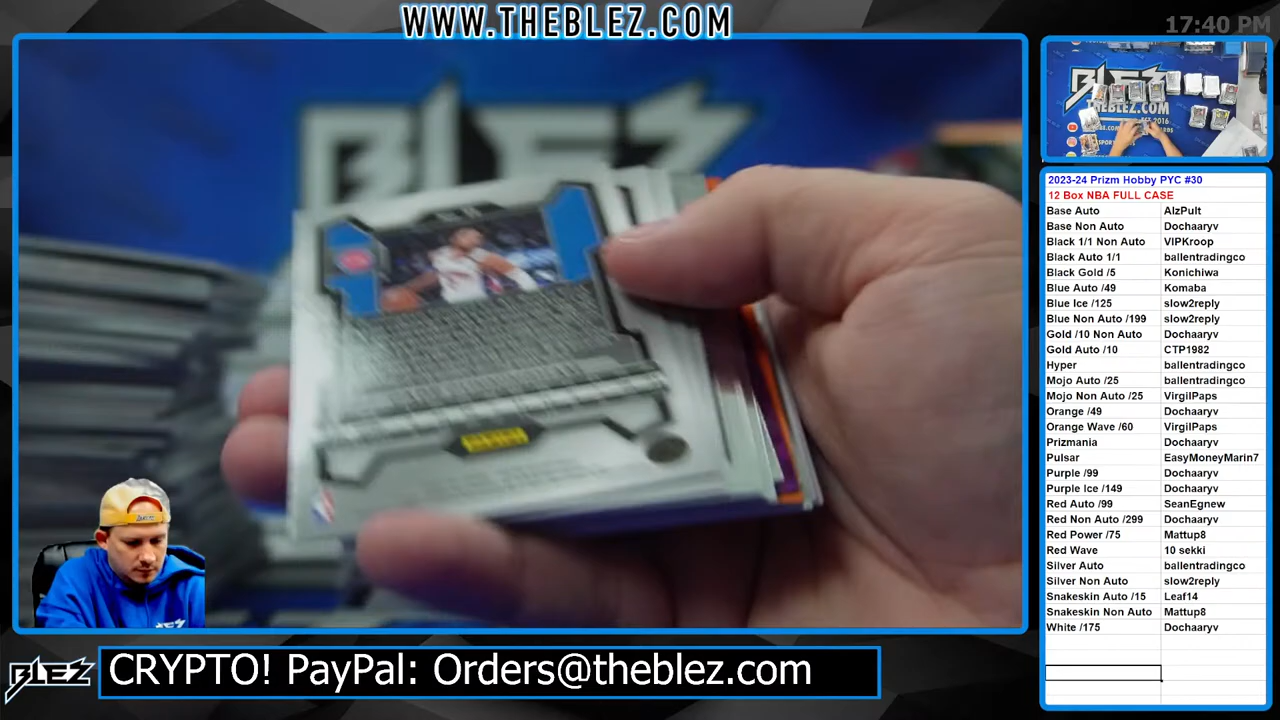 WWW.THEBLEZ.COM
17:40 PM
BLEZ
THEBLEZ.COM
2023-24 Prizm Hobby PYC #30
12 Box NBA FULL CASE
Base Auto AlzPult
Base Non Auto Dochaaryv
Black 1/1 Non Auto VIPKroop
Black Auto 1/1 ballentradingco
Black Gold /5 Konichiwa
Blue Auto /49 Komaba
Blue Ice /125 slow2reply
Blue Non Auto /199 slow2reply
Gold /10 Non Auto Dochaaryv
Gold Auto /10 CTP1982
Hyper ballentradingco
Mojo Auto /25 ballentradingco
Mojo Non Auto /25 VirgilPaps
Orange /49 Dochaaryv
Orange Wave /60 VirgilPaps
Prizmania Dochaaryv
Pulsar EasyMoneyMarin7
Purple /99 Dochaaryv
Purple Ice /149 Dochaaryv
Red Auto /99 SeanEgnew
Red Non Auto /299 Dochaaryv
Red Power /75 Mattup8
Red Wave 10 sekki
Silver Auto ballentradingco
Silver Non Auto slow2reply
Snakeskin Auto /15 Leaf14
Snakeskin Non Auto Mattup8
White /175 Dochaaryv
BLEZ
CRYPTO! PayPal: Orders@theblez.com